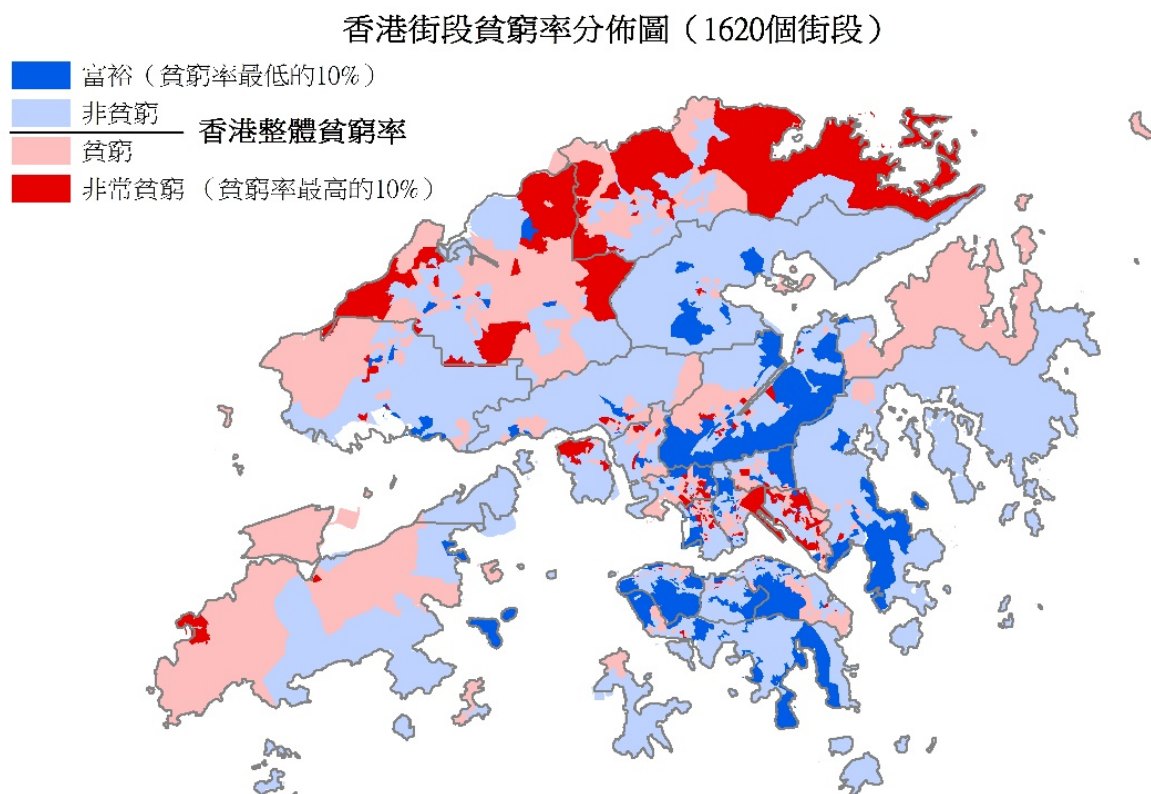 香港街段貧窮率分佈圖（1620個街段）
富裕（貧窮率最低的10%）
非貧窮
香港整體貧窮率
貧窮
非常貧窮 （貧窮率最高的10%）